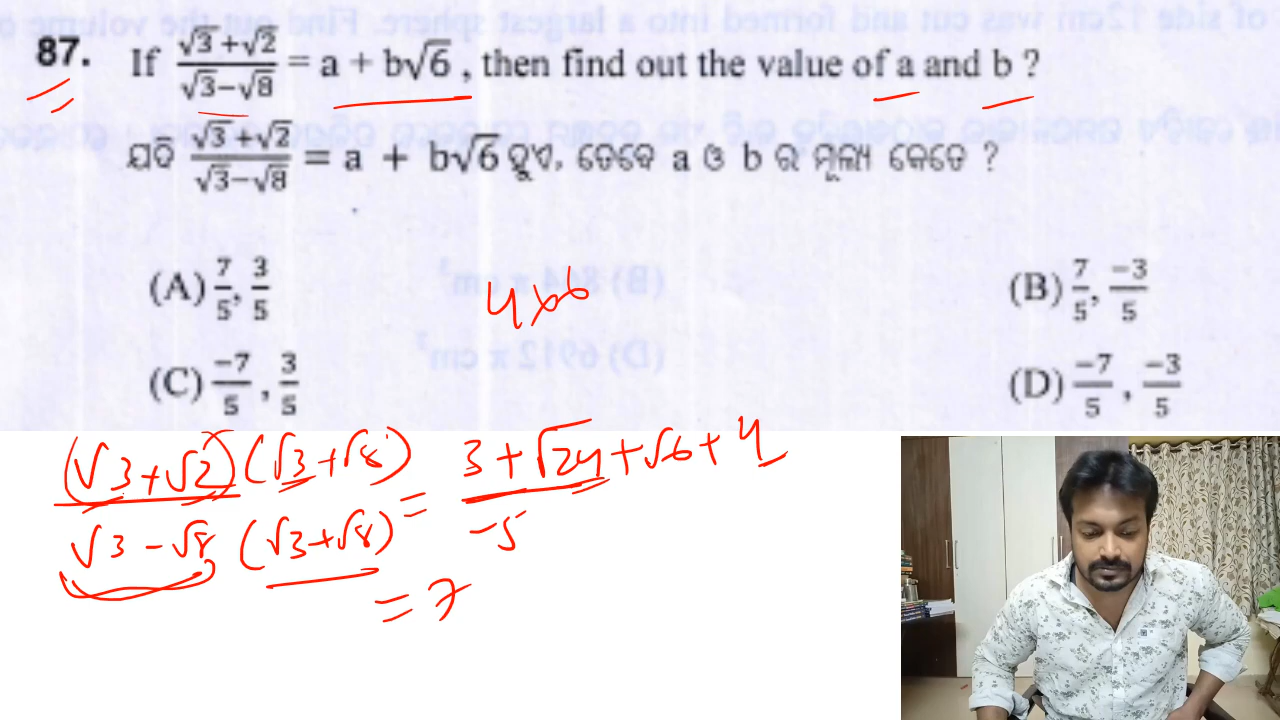 87. If (√3+√2)/(√3−√8) = a + b√6, then find out the value of a and b ?
ଯଦି (√3+√2)/(√3−√8) = a + b√6 ହୁଏ, ତେବେ a ଓ b ର ମୂଲ୍ୟ କେତେ ?
(A) 7/5, 3/5 (B) 7/5, −3/5
(C) −7/5, 3/5 (D) −7/5, −3/5
4×6
(√3+√2)(√3+√8) / √3−√8 (√3+√8) = 3+√24+√6+4 / −5
= 7